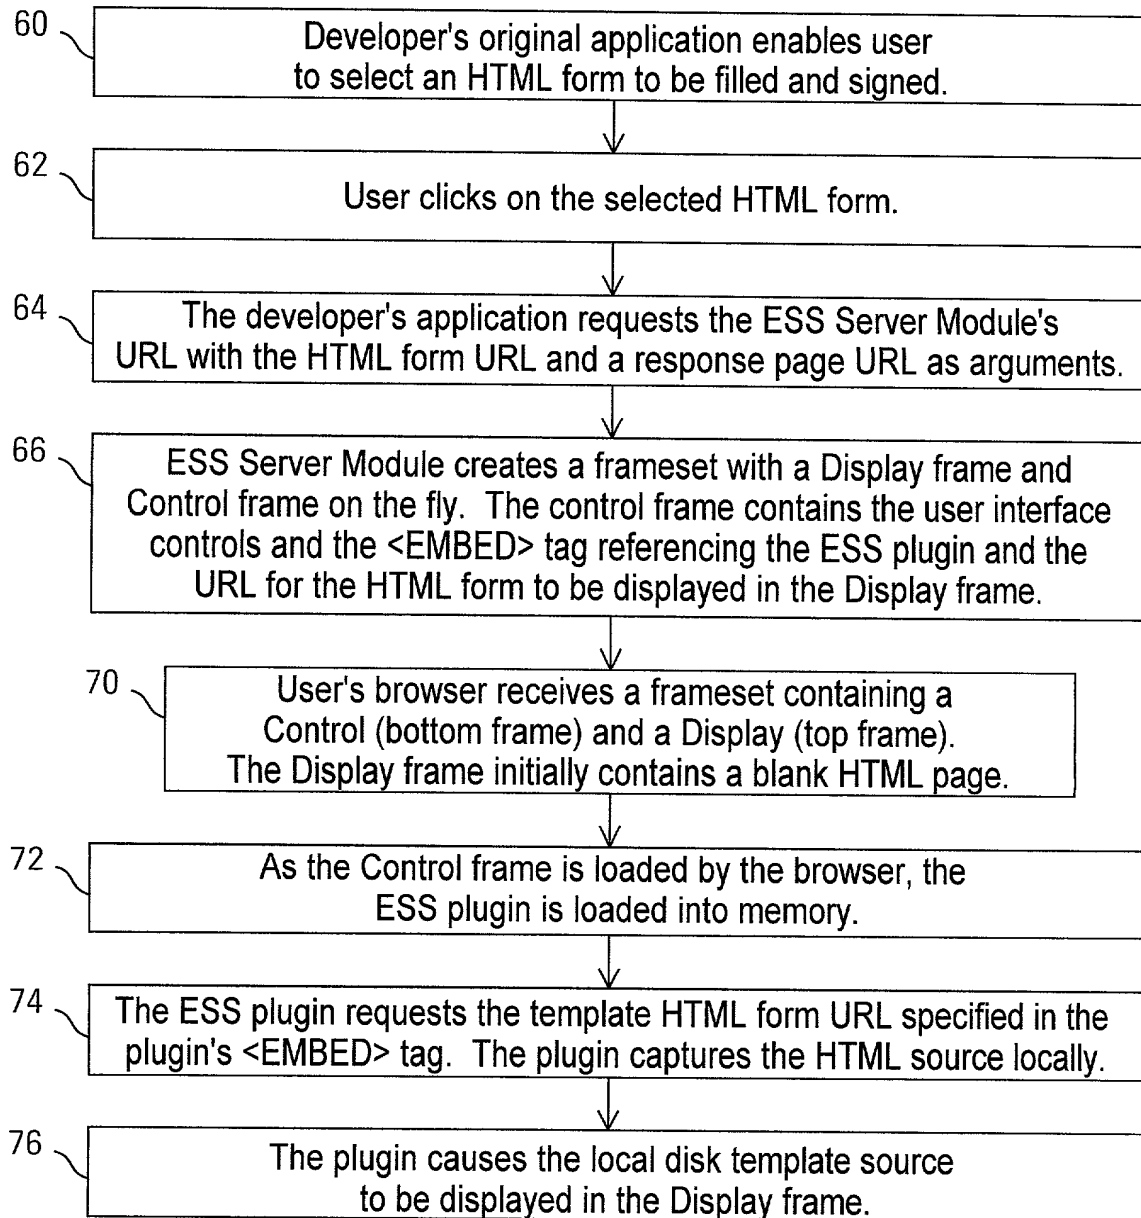 60
Developer's original application enables user
to select an HTML form to be filled and signed.
62
User clicks on the selected HTML form.
64
The developer's application requests the ESS Server Module's
URL with the HTML form URL and a response page URL as arguments.
66
ESS Server Module creates a frameset with a Display frame and
Control frame on the fly. The control frame contains the user interface
controls and the <EMBED> tag referencing the ESS plugin and the
URL for the HTML form to be displayed in the Display frame.
70
User's browser receives a frameset containing a
Control (bottom frame) and a Display (top frame).
The Display frame initially contains a blank HTML page.
72
As the Control frame is loaded by the browser, the
ESS plugin is loaded into memory.
74
The ESS plugin requests the template HTML form URL specified in the
plugin's <EMBED> tag. The plugin captures the HTML source locally.
76
The plugin causes the local disk template source
to be displayed in the Display frame.